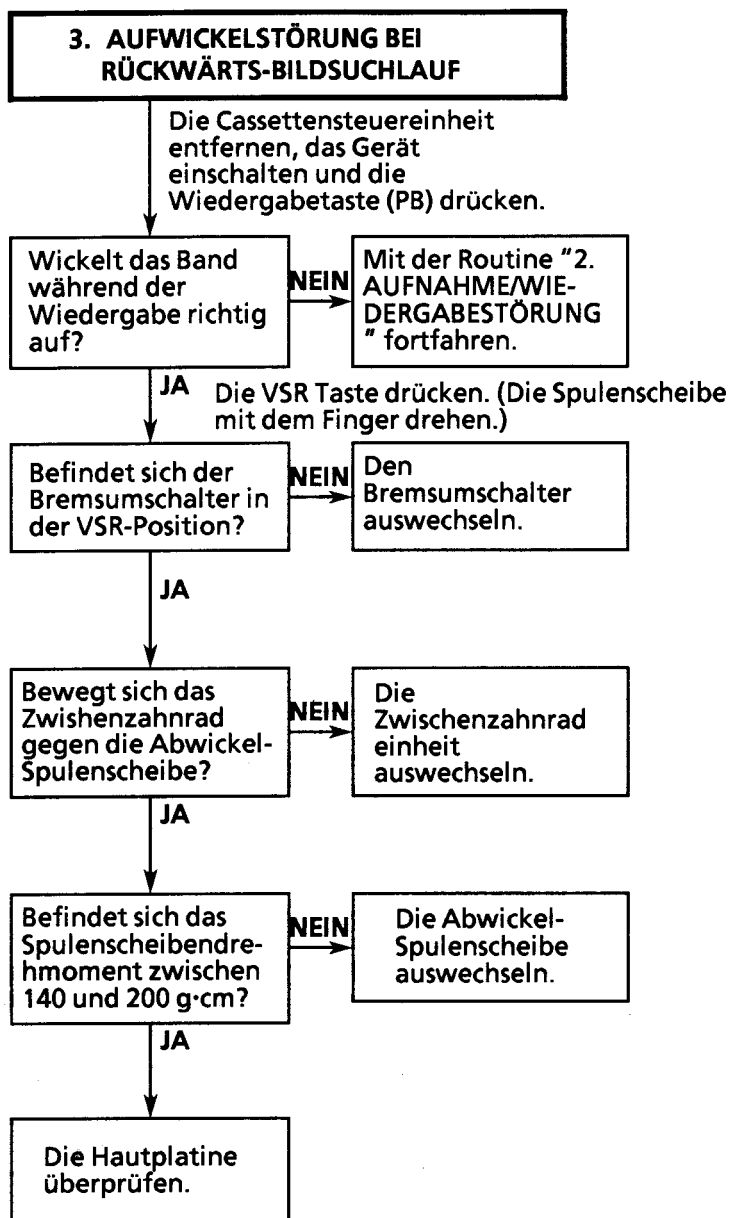 3. AUFWICKELSTÖRUNG BEI
RÜCKWÄRTS-BILDSUCHLAUF
Die Cassettensteuereinheit
entfernen, das Gerät
einschalten und die
Wiedergabetaste (PB) drücken.
Wickelt das Band
während der
Wiedergabe richtig
auf?
NEIN
Mit der Routine "2.
AUFNAHME/WIE-
DERGABESTÖRUNG
" fortfahren.
JA
Die VSR Taste drücken. (Die Spulenscheibe
mit dem Finger drehen.)
Befindet sich der
Bremsumschalter in
der VSR-Position?
NEIN
Den
Bremsumschalter
auswechseln.
JA
Bewegt sich das
Zwishenzahnrad
gegen die Abwickel-
Spulenscheibe?
NEIN
Die
Zwischenzahnrad
einheit
auswechseln.
JA
Befindet sich das
Spulenscheibendre-
hmoment zwischen
140 und 200 g·cm?
NEIN
Die Abwickel-
Spulenscheibe
auswechseln.
JA
Die Hautplatine
überprüfen.